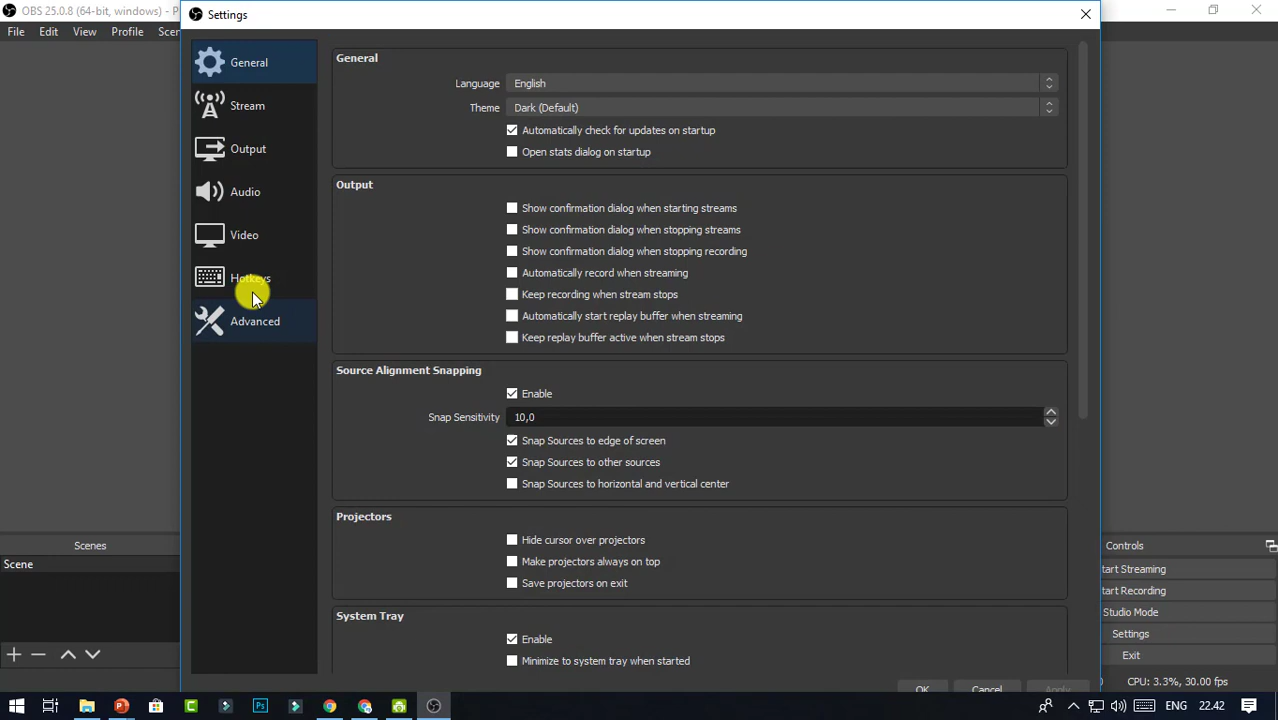 OBS 25.0.8 (64-bit, windows) - P
Settings
File Edit View Profile Scen
General
Stream
Output
Audio
Video
Hotkeys
Advanced
General
Language English
Theme Dark (Default)
Automatically check for updates on startup
Open stats dialog on startup
Output
Show confirmation dialog when starting streams
Show confirmation dialog when stopping streams
Show confirmation dialog when stopping recording
Automatically record when streaming
Keep recording when stream stops
Automatically start replay buffer when streaming
Keep replay buffer active when stream stops
Source Alignment Snapping
Enable
Snap Sensitivity 10,0
Snap Sources to edge of screen
Snap Sources to other sources
Snap Sources to horizontal and vertical center
Projectors
Hide cursor over projectors
Make projectors always on top
Save projectors on exit
System Tray
Enable
Minimize to system tray when started
OK Cancel Apply
Scenes
Scene
Controls
tart Streaming
tart Recording
Studio Mode
Settings
Exit
0 CPU: 3.3%, 30.00 fps
Ps
ENG 22.42